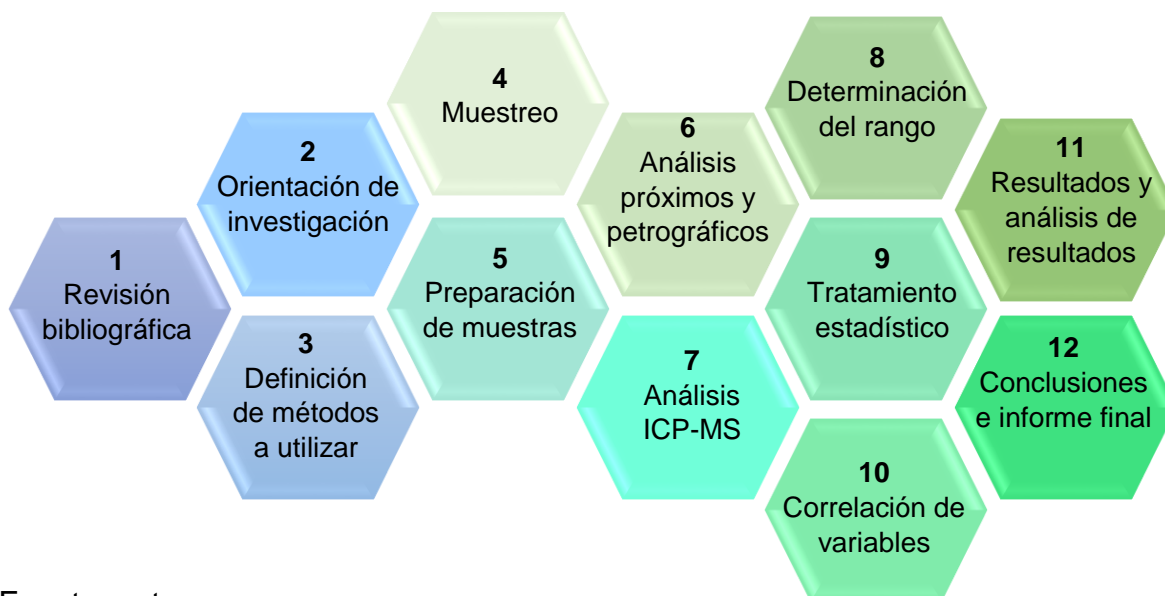 1
Revisión
bibliográfica
2
Orientación de
investigación
3
Definición
de métodos
a utilizar
4
Muestreo
5
Preparación
de muestras
6
Análisis
próximos y
petrográficos
7
Análisis
ICP-MS
8
Determinación
del rango
9
Tratamiento
estadístico
10
Correlación de
variables
11
Resultados y
análisis de
resultados
12
Conclusiones
e informe final